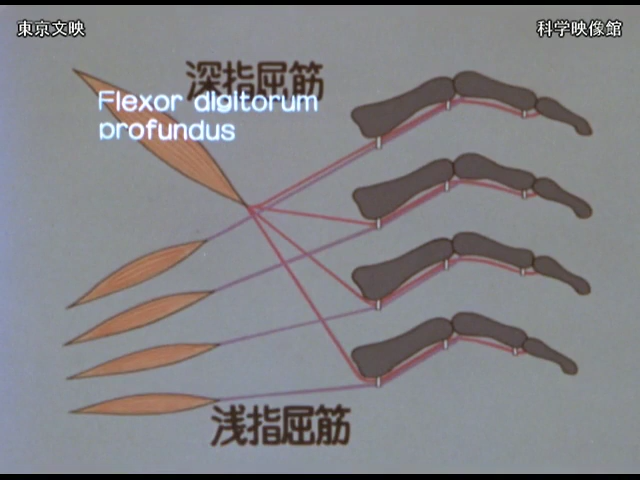 東京文映
科学映像館
深指屈筋
Flexor digitorum
profundus
浅指屈筋